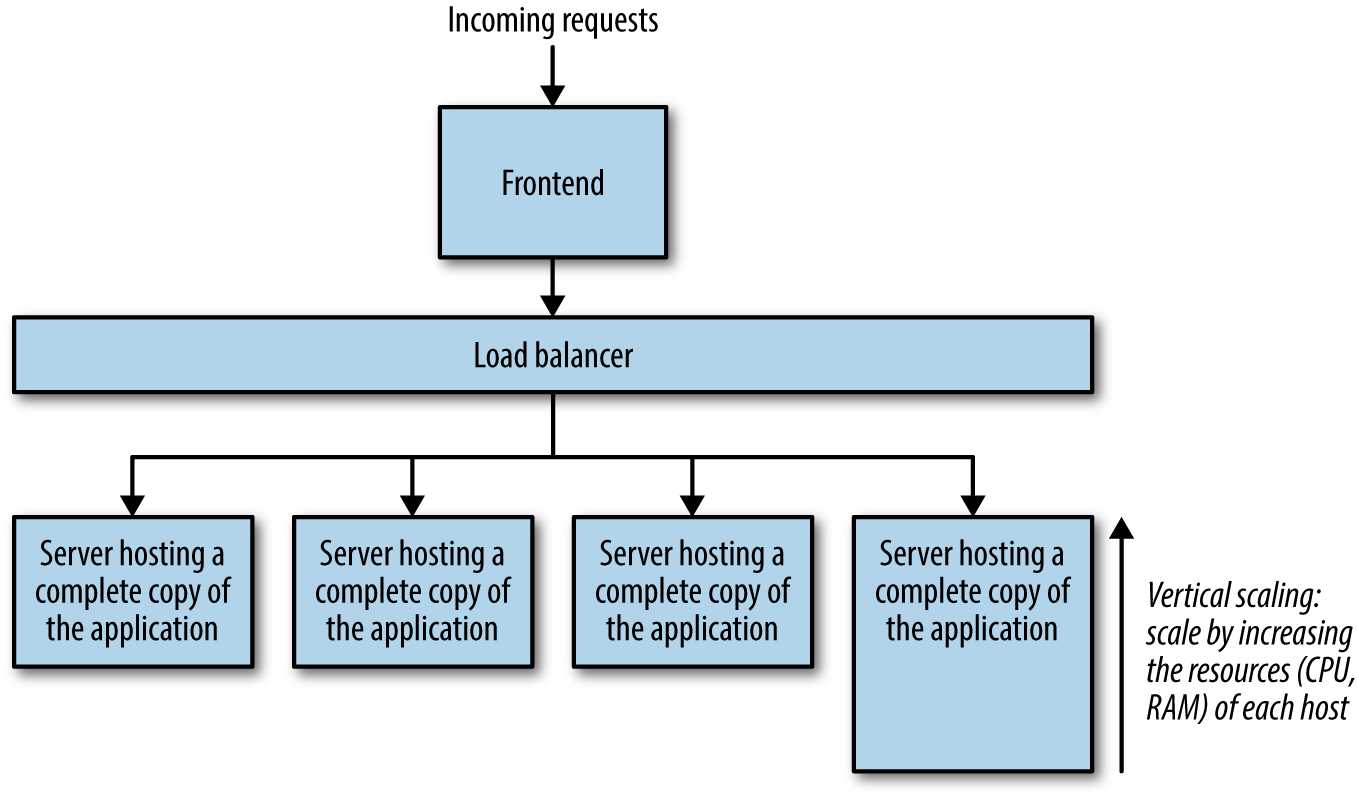 Incoming requests
Frontend
Load balancer
Server hosting a
complete copy of
the application
Server hosting a
complete copy of
the application
Server hosting a
complete copy of
the application
Server hosting a
complete copy of
the application
Vertical scaling:
scale by increasing
the resources (CPU,
RAM) of each host